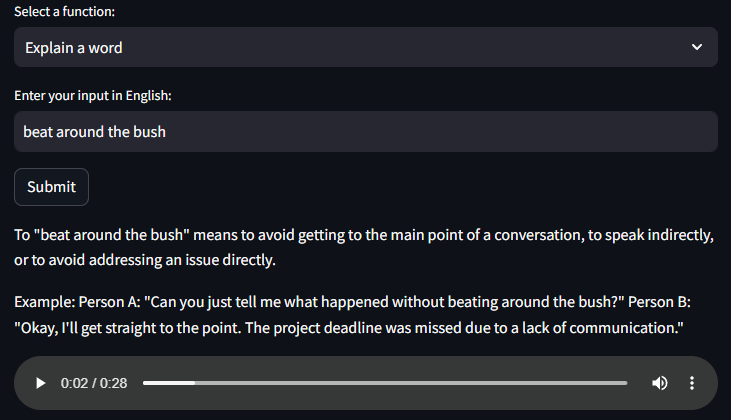 Select a function:
Explain a word
Enter your input in English:
beat around the bush
Submit
To "beat around the bush" means to avoid getting to the main point of a conversation, to speak indirectly,
or to avoid addressing an issue directly.
Example: Person A: "Can you just tell me what happened without beating around the bush?" Person B:
"Okay, I'll get straight to the point. The project deadline was missed due to a lack of communication."
0:02 / 0:28